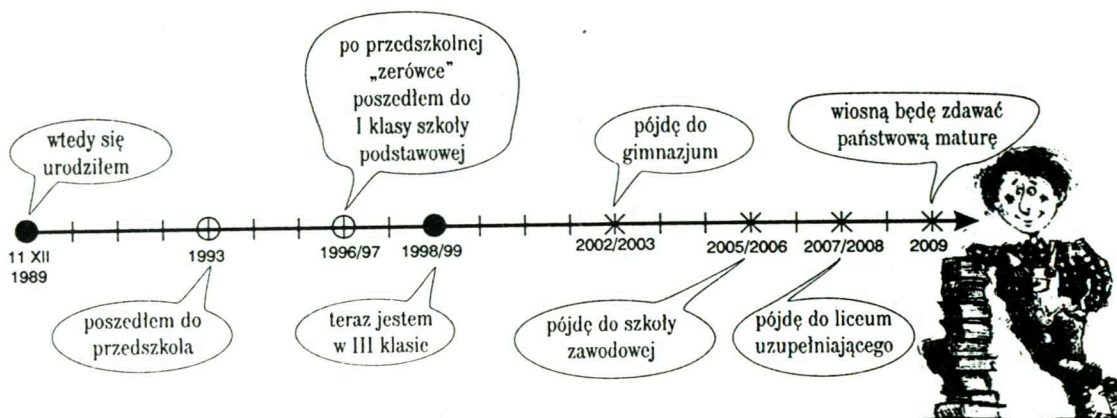 po przedszkolnej
„zerówce”
poszedłem do
I klasy szkoły
podstawowej
wtedy się
urodziłem
pójdę do
gimnazjum
wiosną będę zdawać
państwową maturę
11 XII
1989
1993
1996/97
1998/99
2002/2003
2005/2006
2007/2008
2009
poszedłem do
przedszkola
teraz jestem
w III klasie
pójdę do szkoły
zawodowej
pójdę do liceum
uzupełniającego